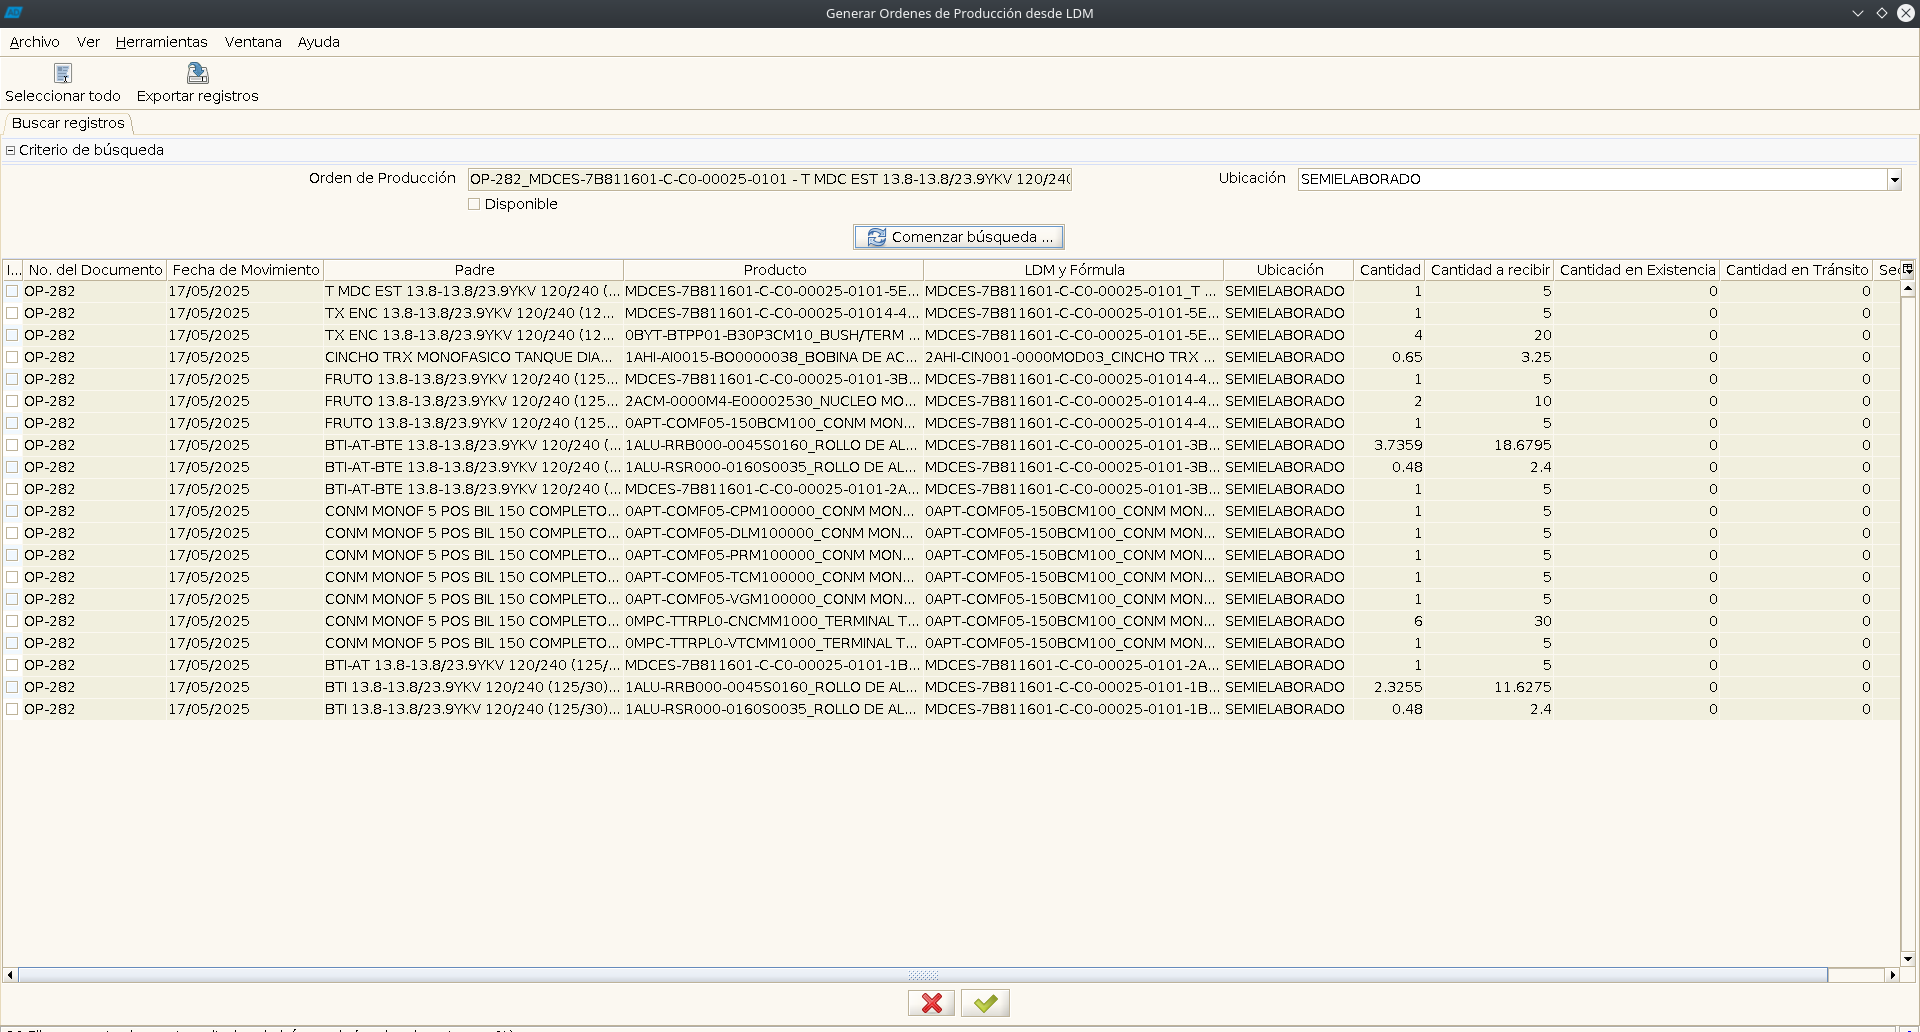 Generar Ordenes de Producción desde LDM
Archivo Ver Herramientas Ventana Ayuda
Seleccionar todo Exportar registros
Buscar registros
Criterio de búsqueda
Orden de Producción OP-282_MDCES-7B811601-C-C0-00025-0101 - T MDC EST 13.8-13.8/23.9YKV 120/240 Ubicación SEMIELABORADO
Disponible
Comenzar búsqueda ...
I... No. del Documento Fecha de Movimiento Padre Producto LDM y Fórmula Ubicación Cantidad Cantidad a recibir Cantidad en Existencia Cantidad en Tránsito Sec
OP-282 17/05/2025 T MDC EST 13.8-13.8/23.9YKV 120/240 (... MDCES-7B811601-C-C0-00025-0101-5E... MDCES-7B811601-C-C0-00025-0101_T ... SEMIELABORADO 1 5 0 0
OP-282 17/05/2025 TX ENC 13.8-13.8/23.9YKV 120/240 (12... MDCES-7B811601-C-C0-00025-01014-4... MDCES-7B811601-C-C0-00025-0101-5E... SEMIELABORADO 1 5 0 0
OP-282 17/05/2025 TX ENC 13.8-13.8/23.9YKV 120/240 (12... 0BYT-BTPP01-B30P3CM10_BUSH/TERM ... MDCES-7B811601-C-C0-00025-0101-5E... SEMIELABORADO 4 20 0 0
OP-282 17/05/2025 CINCHO TRX MONOFASICO TANQUE DIA... 1AHI-AI0015-BO0000038_BOBINA DE AC... 2AHI-CIN001-0000MOD03_CINCHO TRX ... SEMIELABORADO 0.65 3.25 0 0
OP-282 17/05/2025 FRUTO 13.8-13.8/23.9YKV 120/240 (125... MDCES-7B811601-C-C0-00025-0101-3B... MDCES-7B811601-C-C0-00025-01014-4... SEMIELABORADO 1 5 0 0
OP-282 17/05/2025 FRUTO 13.8-13.8/23.9YKV 120/240 (125... 2ACM-0000M4-E00002530_NUCLEO MO... MDCES-7B811601-C-C0-00025-01014-4... SEMIELABORADO 2 10 0 0
OP-282 17/05/2025 FRUTO 13.8-13.8/23.9YKV 120/240 (125... 0APT-COMF05-150BCM100_CONM MON... MDCES-7B811601-C-C0-00025-01014-4... SEMIELABORADO 1 5 0 0
OP-282 17/05/2025 BTI-AT-BTE 13.8-13.8/23.9YKV 120/240 (... 1ALU-RRB000-0045S0160_ROLLO DE AL... MDCES-7B811601-C-C0-00025-0101-3B... SEMIELABORADO 3.7359 18.6795 0 0
OP-282 17/05/2025 BTI-AT-BTE 13.8-13.8/23.9YKV 120/240 (... 1ALU-RSR000-0160S0035_ROLLO DE AL... MDCES-7B811601-C-C0-00025-0101-3B... SEMIELABORADO 0.48 2.4 0 0
OP-282 17/05/2025 BTI-AT-BTE 13.8-13.8/23.9YKV 120/240 (... MDCES-7B811601-C-C0-00025-0101-2A... MDCES-7B811601-C-C0-00025-0101-3B... SEMIELABORADO 1 5 0 0
OP-282 17/05/2025 CONM MONOF 5 POS BIL 150 COMPLETO... 0APT-COMF05-CPM100000_CONM MON... 0APT-COMF05-150BCM100_CONM MON... SEMIELABORADO 1 5 0 0
OP-282 17/05/2025 CONM MONOF 5 POS BIL 150 COMPLETO... 0APT-COMF05-DLM100000_CONM MON... 0APT-COMF05-150BCM100_CONM MON... SEMIELABORADO 1 5 0 0
OP-282 17/05/2025 CONM MONOF 5 POS BIL 150 COMPLETO... 0APT-COMF05-PRM100000_CONM MON... 0APT-COMF05-150BCM100_CONM MON... SEMIELABORADO 1 5 0 0
OP-282 17/05/2025 CONM MONOF 5 POS BIL 150 COMPLETO... 0APT-COMF05-TCM100000_CONM MON... 0APT-COMF05-150BCM100_CONM MON... SEMIELABORADO 1 5 0 0
OP-282 17/05/2025 CONM MONOF 5 POS BIL 150 COMPLETO... 0APT-COMF05-VGM100000_CONM MON... 0APT-COMF05-150BCM100_CONM MON... SEMIELABORADO 1 5 0 0
OP-282 17/05/2025 CONM MONOF 5 POS BIL 150 COMPLETO... 0MPC-TTRPL0-CNCMM1000_TERMINAL T... 0APT-COMF05-150BCM100_CONM MON... SEMIELABORADO 6 30 0 0
OP-282 17/05/2025 CONM MONOF 5 POS BIL 150 COMPLETO... 0MPC-TTRPL0-VTCMM1000_TERMINAL T... 0APT-COMF05-150BCM100_CONM MON... SEMIELABORADO 1 5 0 0
OP-282 17/05/2025 BTI-AT 13.8-13.8/23.9YKV 120/240 (125/... MDCES-7B811601-C-C0-00025-0101-1B... MDCES-7B811601-C-C0-00025-0101-2A... SEMIELABORADO 1 5 0 0
OP-282 17/05/2025 BTI 13.8-13.8/23.9YKV 120/240 (125/30)... 1ALU-RRB000-0045S0160_ROLLO DE AL... MDCES-7B811601-C-C0-00025-0101-1B... SEMIELABORADO 2.3255 11.6275 0 0
OP-282 17/05/2025 BTI 13.8-13.8/23.9YKV 120/240 (125/30)... 1ALU-RSR000-0160S0035_ROLLO DE AL... MDCES-7B811601-C-C0-00025-0101-1B... SEMIELABORADO 0.48 2.4 0 0